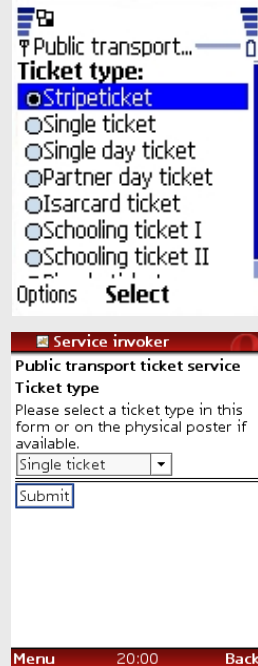 Public transport...
Ticket type:
Stripeticket
Single ticket
Single day ticket
Partner day ticket
Isarcard ticket
Schooling ticket I
Schooling ticket II
Options Select
Service invoker
Public transport ticket service
Ticket type
Please select a ticket type in this
form or on the physical poster if
available.
Single ticket
Submit
Menu 20:00 Back